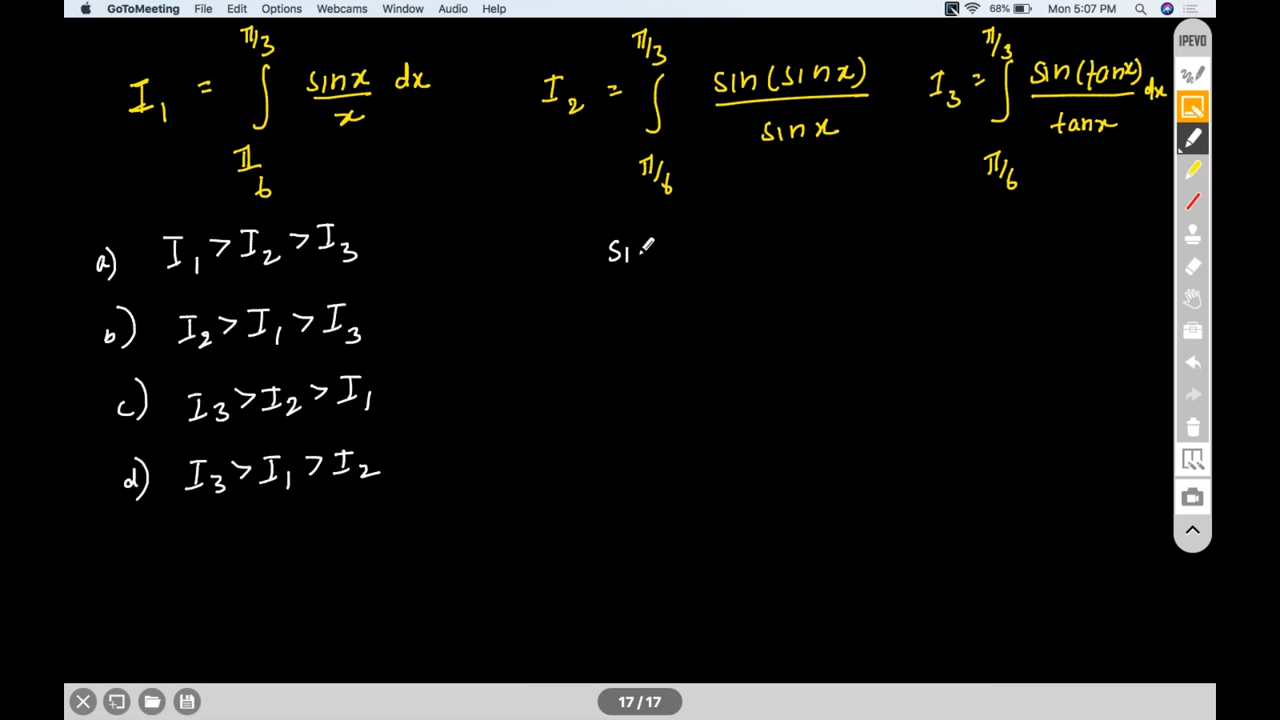 GoToMeeting File Edit Options Webcams Window Audio Help 68% Mon 5:07 PM
I₁ = ∫_{π/6}^{π/3} sinx/x dx I₂ = ∫_{π/6}^{π/3} sin(sinx)/sinx I₃ = ∫_{π/6}^{π/3} sin(tanx)/tanx dx
IPEVO
a) I₁ > I₂ > I₃
si
b) I₂ > I₁ > I₃
c) I₃ > I₂ > I₁
d) I₃ > I₁ > I₂
17/17